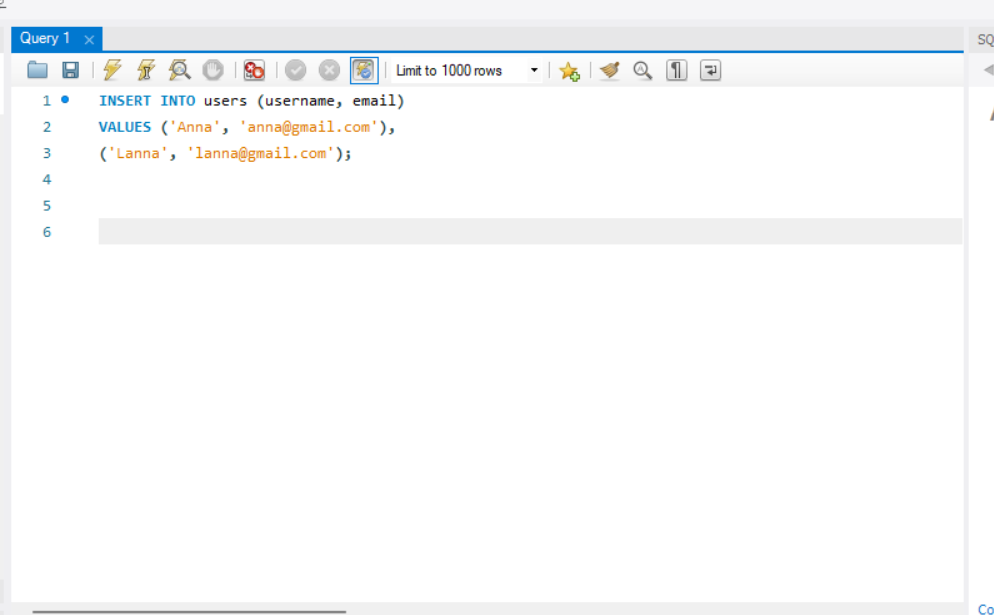 Query 1
SQ
Limit to 1000 rows
1 INSERT INTO users (username, email)
2 VALUES ('Anna', 'anna@gmail.com'),
3 ('Lanna', 'lanna@gmail.com');
4
5
6
Co